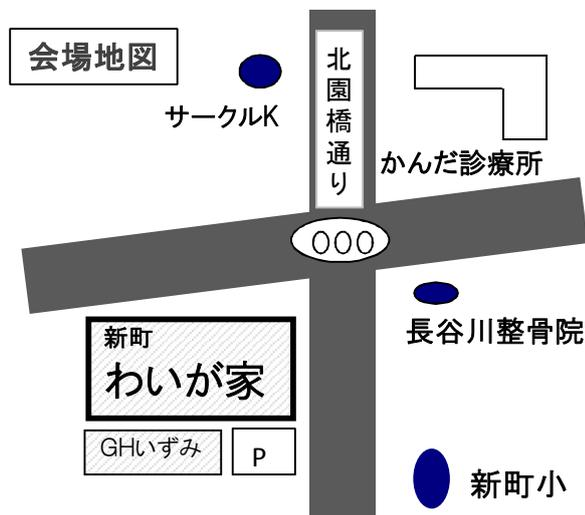 会場地図
サークルK
北園橋通り
かんだ診療所
長谷川整骨院
新町
わいが家
GHいずみ
P
新町小